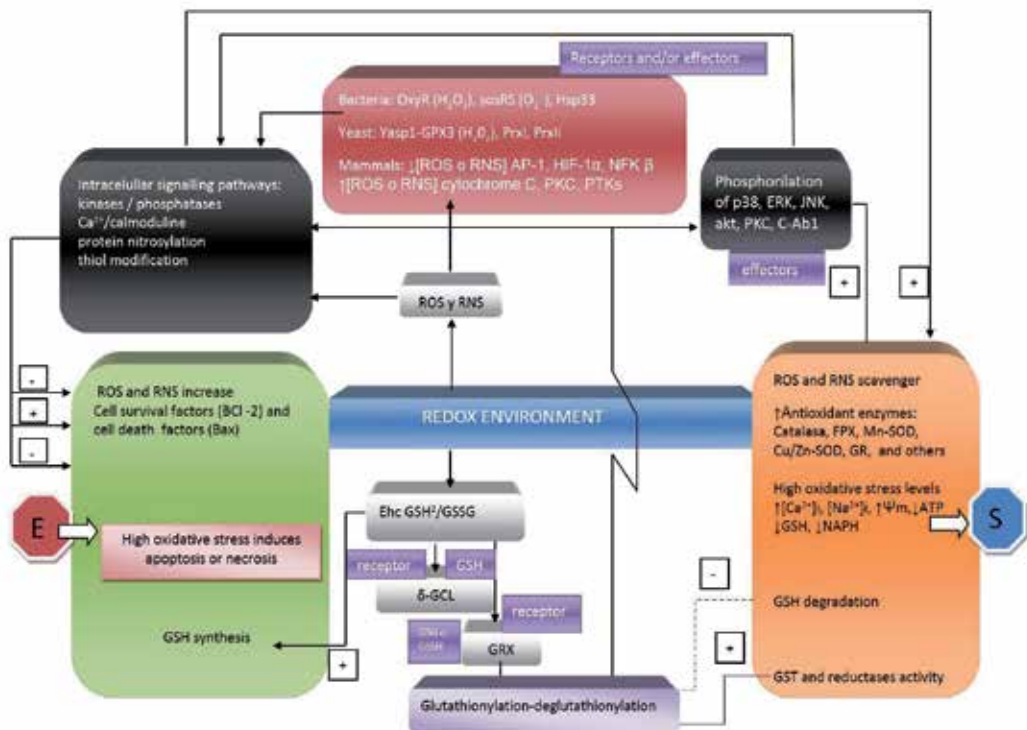 Receptors and/or effectors
Bacteria: OxyR (H₂O₂), soxRS (O₂⁻), Hsp33
Yeast: Yasp1-GPX3 (H₂O₂), PrxI, PrxII
Mammals: ↓[ROS o RNS] AP-1, HIF-1α, NFK β
↑[ROS o RNS] cytochrome C, PKC, PTKs
Intracelullar signalling pathways:
kinases / phosphatases
Ca²⁺/calmoduline
protein nitrosylation
thiol modification
Phosphonilation
of p38, ERK, JNK,
akt, PKC, C-Ab1
effectors
+
+
ROS y RNS
-
+
-
ROS and RNS increase
Cell survival factors (BCl -2) and
cell death factors (Bax)
REDOX ENVIRONMENT
ROS and RNS scavenger
↑Antioxidant enzymes:
Catalasa, FPX, Mn-SOD,
Cu/Zn-SOD, GR, and others
High oxidative stress levels
↑[Ca²⁺]i, [Na²⁺]i, ↑Ψm,↓ATP
↓GSH, ↓NAPH
E
S
High oxidative stress induces
apoptosis or necrosis
Ehc GSH²/GSSG
receptor
GSH
δ-GCL
receptor
GRX
GSH synthesis
+
-
GSH degradation
+
GST and reductases activity
Glutathionylation-deglutathionylation